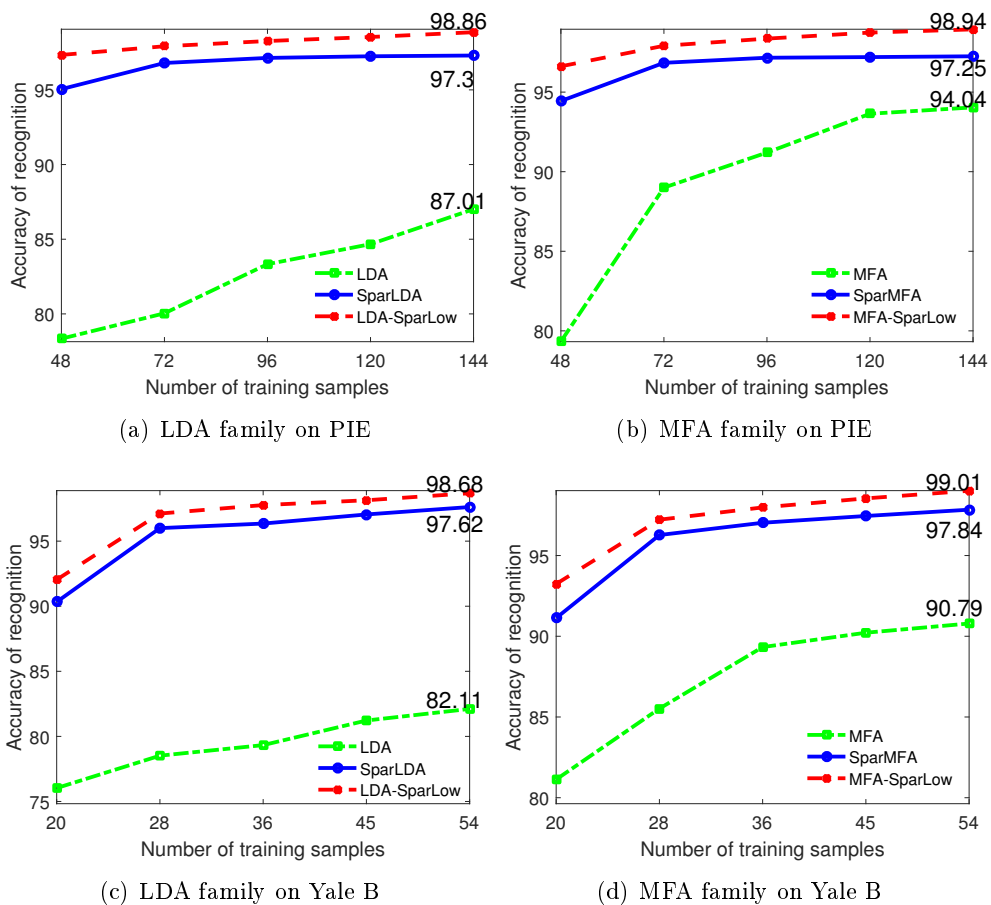 98.86
97.3
87.01
95
90
85
80
Accuracy of recognition
LDA
SparLDA
LDA-SparLow
48
72
96
120
144
Number of training samples
(a) LDA family on PIE
98.94
97.25
94.04
95
90
85
80
Accuracy of recognition
MFA
SparMFA
MFA-SparLow
48
72
96
120
144
Number of training samples
(b) MFA family on PIE
98.68
97.62
82.11
95
90
85
80
75
Accuracy of recognition
LDA
SparLDA
LDA-SparLow
20
28
36
45
54
Number of training samples
(c) LDA family on Yale B
99.01
97.84
90.79
95
90
85
80
Accuracy of recognition
MFA
SparMFA
MFA-SparLow
20
28
36
45
54
Number of training samples
(d) MFA family on Yale B